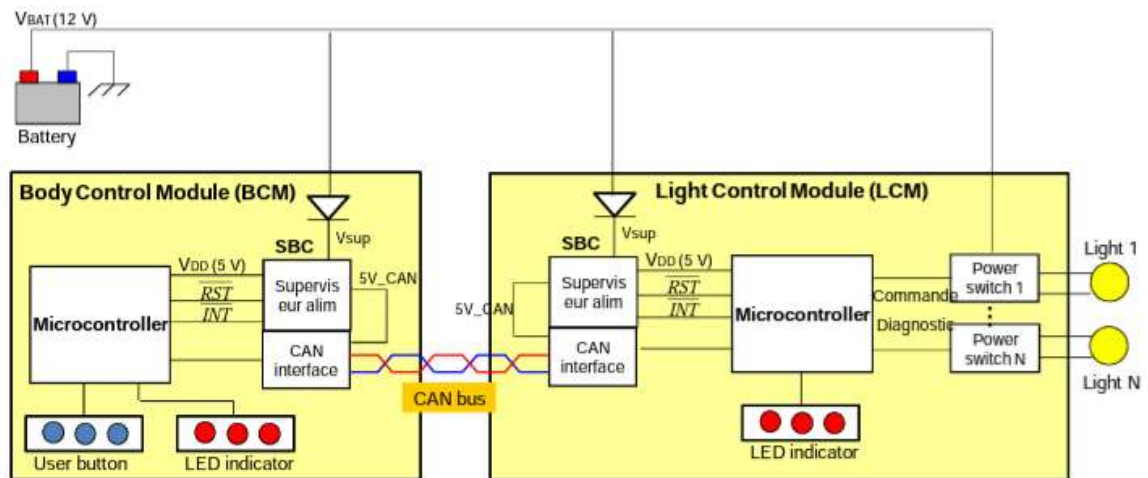 VBAT (12 V)
Battery
Body Control Module (BCM)
Vsup
SBC
VDD (5 V)
RST
INT
Supervis
eur alim
5V_CAN
Microcontroller
CAN
interface
User button
LED indicator
CAN bus
Light Control Module (LCM)
Vsup
SBC
VDD (5 V)
RST
INT
Supervis
eur alim
5V_CAN
CAN
interface
Microcontroller
LED indicator
Commande
Diagnostic
Power
switch 1
Power
switch N
Light 1
Light N